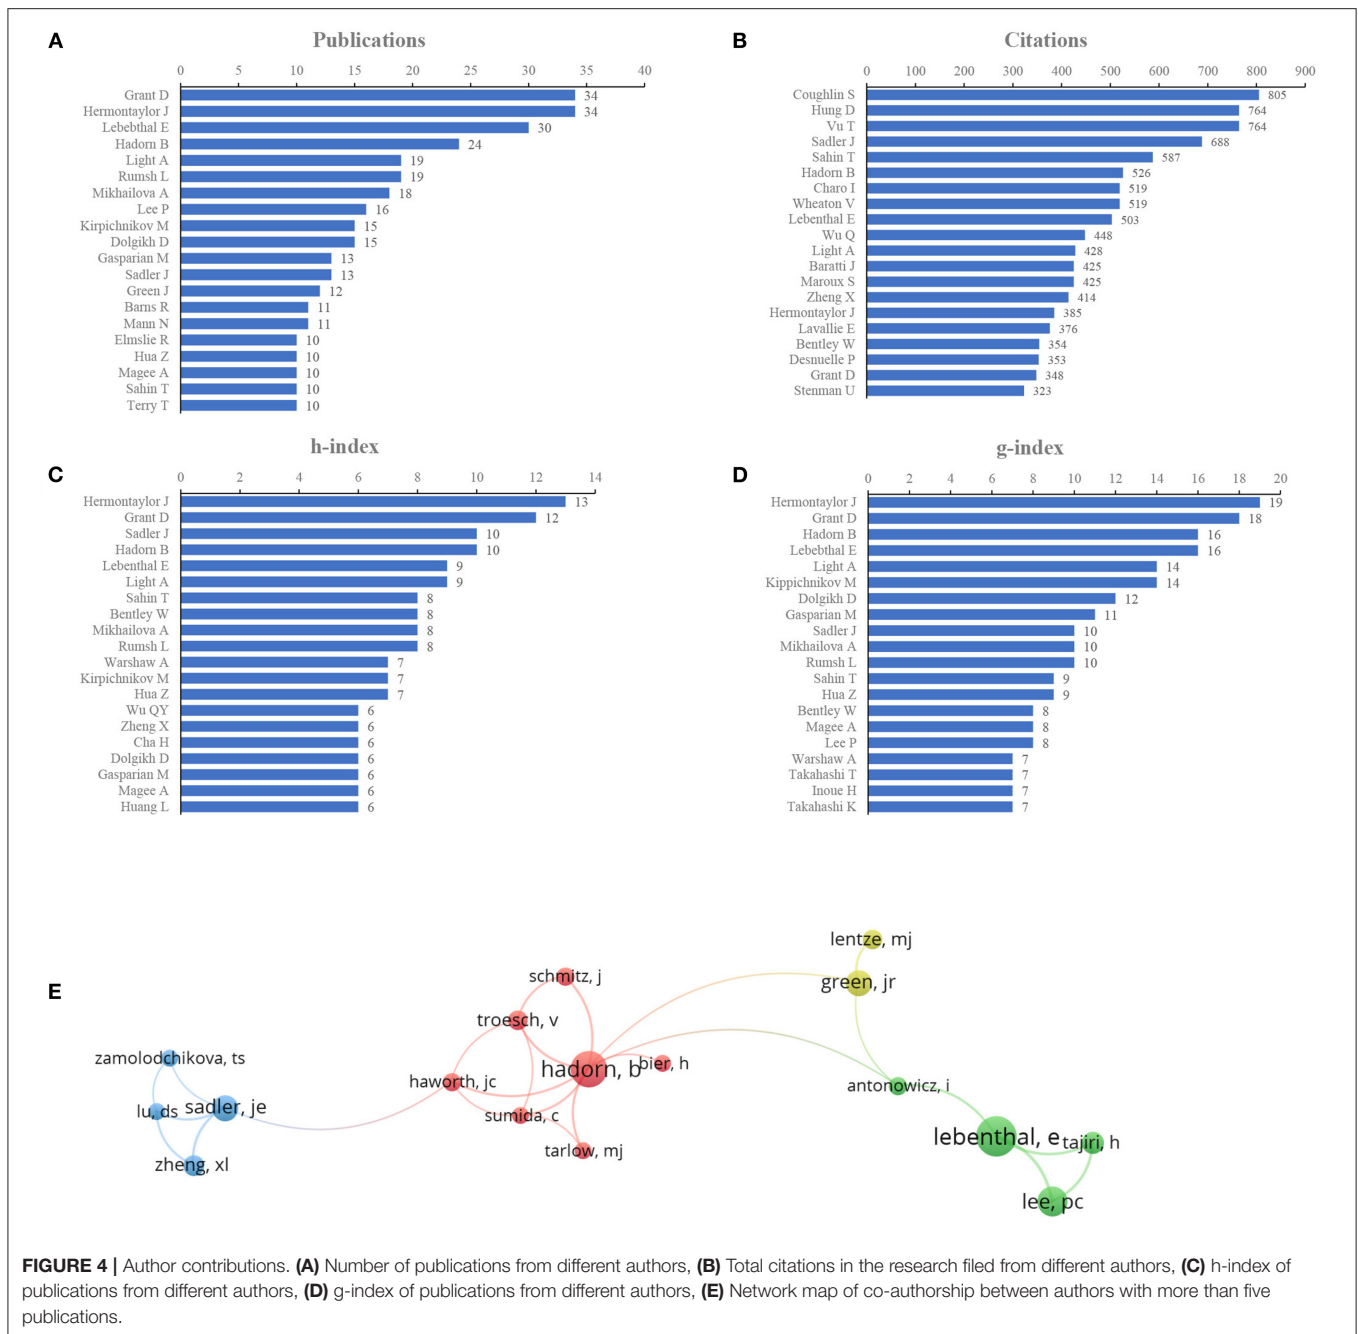 A
Publications
0 5 10 15 20 25 30 35 40
Grant D 34
Hermontaylor J 34
Lebebthal E 30
Hadorn B 24
Light A 19
Rumsh L 19
Mikhailova A 18
Lee P 16
Kirpichnikov M 15
Dolgikh D 15
Gasparian M 13
Sadler J 13
Green J 12
Barns R 11
Mann N 11
Elmslie R 10
Hua Z 10
Magee A 10
Sahin T 10
Terry T 10
B
Citations
0 100 200 300 400 500 600 700 800 900
Coughlin S 805
Hung D 764
Vu T 764
Sadler J 688
Sahin T 587
Hadorn B 526
Charo I 519
Wheaton V 519
Lebenthal E 503
Wu Q 448
Light A 428
Baratti J 425
Maroux S 425
Zheng X 414
Hermontaylor J 385
Lavallie E 376
Bentley W 354
Desnuelle P 353
Grant D 348
Stenman U 323
C
h-index
0 2 4 6 8 10 12 14
Hermontaylor J 13
Grant D 12
Sadler J 10
Hadorn B 10
Lebenthal E 9
Light A 9
Sahin T 8
Bentley W 8
Mikhailova A 8
Rumsh L 8
Warshaw A 7
Kirpichnikov M 7
Hua Z 7
Wu QY 6
Zheng X 6
Cha H 6
Dolgikh D 6
Gasparian M 6
Magee A 6
Huang L 6
D
g-index
0 2 4 6 8 10 12 14 16 18 20
Hermontaylor J 19
Grant D 18
Hadorn B 16
Lebebthal E 16
Light A 14
Kippichnikov M 14
Dolgikh D 12
Gasparian M 11
Sadler J 10
Mikhailova A 10
Rumsh L 10
Sahin T 9
Hua Z 9
Bentley W 8
Magee A 8
Lee P 8
Warshaw A 7
Takahashi T 7
Inoue H 7
Takahashi K 7
E
lentze, mj
green, jr
schmitz, j
troesch, v
hadorn, b
bier, h
haworth, jc
sumida, c
tarlow, mj
zamolodchikova, ts
lu, ds
sadler, je
zheng, xl
antonowicz, i
lebenthal, e
tajiri, h
lee, pc
FIGURE 4 | Author contributions. (A) Number of publications from different authors, (B) Total citations in the research filed from different authors, (C) h-index of
publications from different authors, (D) g-index of publications from different authors, (E) Network map of co-authorship between authors with more than five
publications.